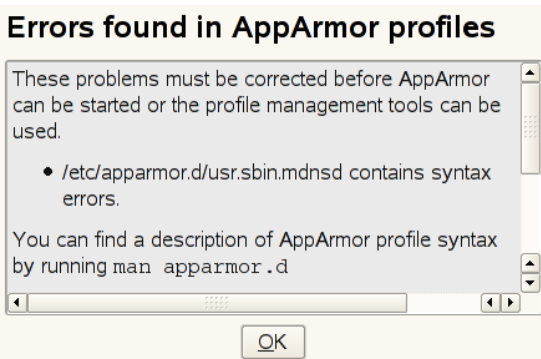 Errors found in AppArmor profiles
These problems must be corrected before AppArmor
can be started or the profile management tools can be
used.
• /etc/apparmor.d/usr.sbin.mdnsd contains syntax
errors.
You can find a description of AppArmor profile syntax
by running man apparmor.d
OK